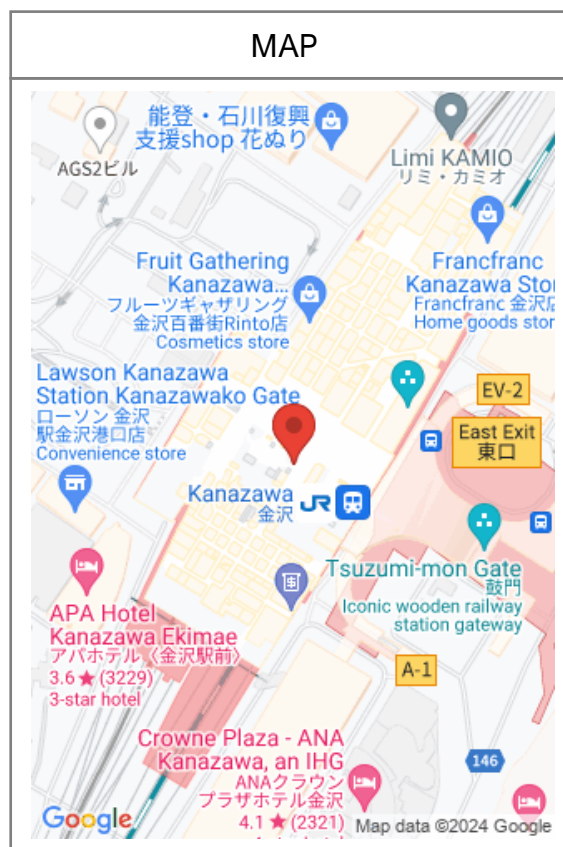 MAP
能登・石川復興
支援shop 花ぬり
AGS2ビル
Limi KAMIO
リミ・カミオ
Fruit Gathering
Kanazawa...
フルーツギャザリング
金沢百番街Rinto店
Cosmetics store
Francfranc
Kanazawa Stor
Francfranc 金沢店
Home goods stor
Lawson Kanazawa
Station Kanazawako Gate
ローソン 金沢
駅金沢港口店
Convenience store
EV-2
East Exit
東口
Kanazawa
金沢
JR
Tsuzumi-mon Gate
鼓門
Iconic wooden railway
station gateway
APA Hotel
Kanazawa Ekimae
アパホテル〈金沢駅前〉
3.6★(3229)
3-star hotel
A-1
Crowne Plaza - ANA
Kanazawa, an IHG
ANAクラウン
プラザホテル金沢
4.1★(2321)
146
Google
Map data ©2024 Google